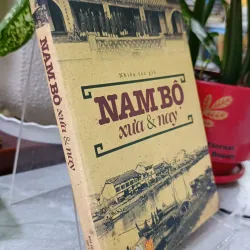 Nhiều tác giả
NAM BỘ
xưa & nay
NAM BỘ xưa & nay